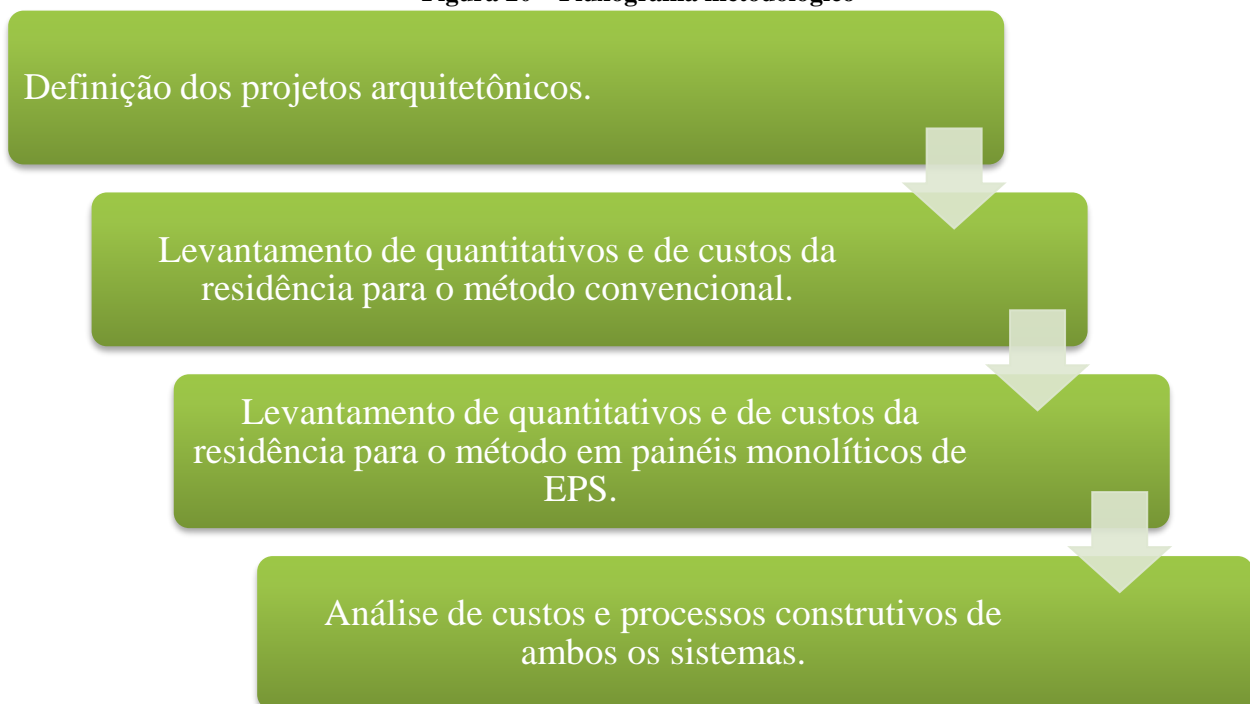 Definição dos projetos arquitetônicos.
Levantamento de quantitativos e de custos da
residência para o método convencional.
Levantamento de quantitativos e de custos da
residência para o método em painéis monolíticos de
EPS.
Análise de custos e processos construtivos de
ambos os sistemas.